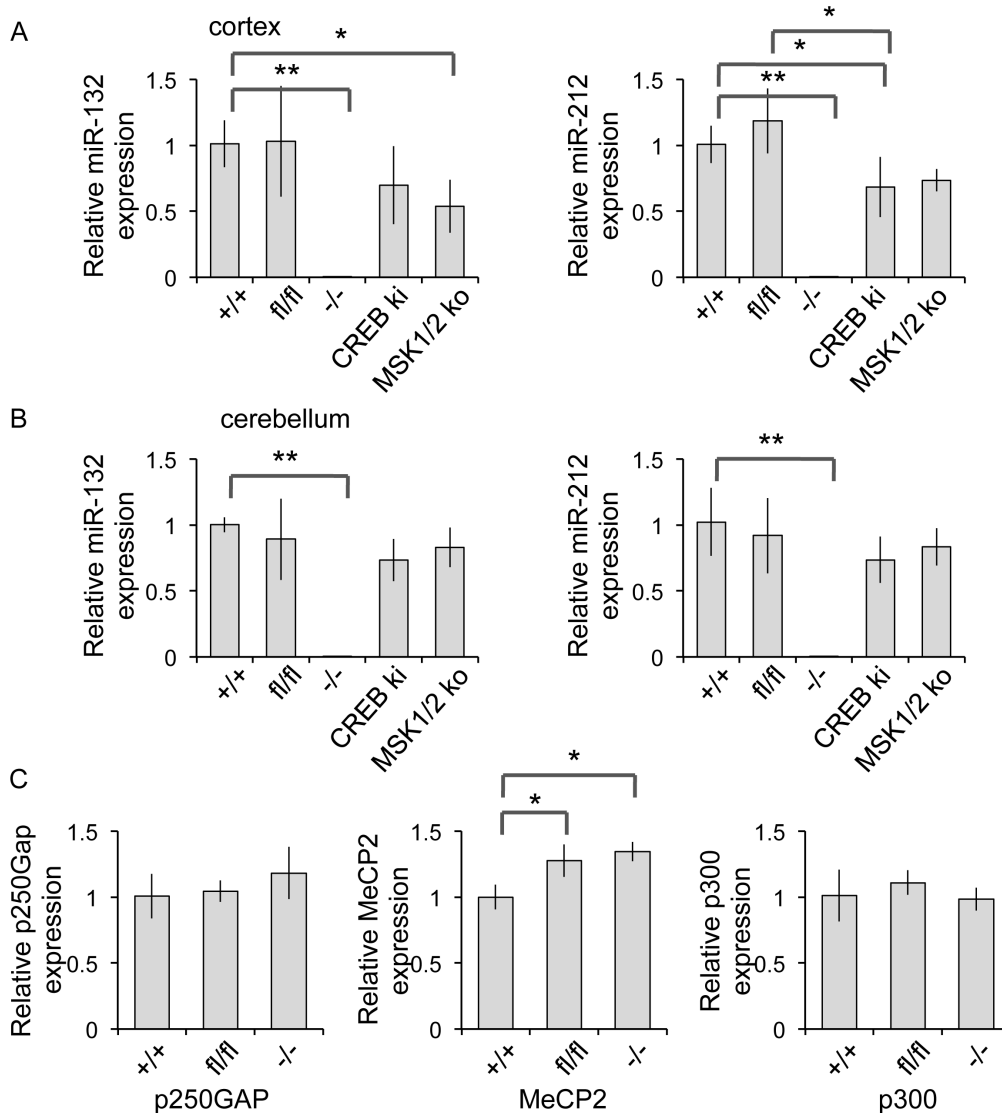 A
cortex
*
**
Relative miR-132
expression
1.5
1
0.5
0
+/+
fl/fl
-/-
CREB ki
MSK1/2 ko
*
*
**
Relative miR-212
expression
1.5
1
0.5
0
+/+
fl/fl
-/-
CREB ki
MSK1/2 ko
B
cerebellum
**
Relative miR-132
expression
1.5
1
0.5
0
+/+
fl/fl
-/-
CREB ki
MSK1/2 ko
**
Relative miR-212
expression
1.5
1
0.5
0
+/+
fl/fl
-/-
CREB ki
MSK1/2 ko
C
Relative p250Gap
expression
1.5
1
0.5
0
+/+
fl/fl
-/-
p250GAP
*
*
Relative MeCP2
expression
1.5
1
0.5
0
+/+
fl/fl
-/-
MeCP2
Relative p300
expression
1.5
1
0.5
0
+/+
fl/fl
-/-
p300